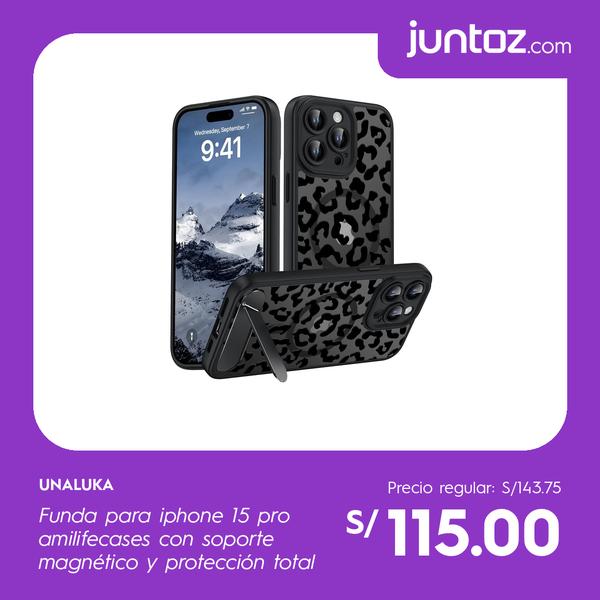 juntoz.com
Wednesday, September 7
9:41
UNALUKA
Funda para iphone 15 pro
amilifecases con soporte
magnético y protección total
Precio regular: S/143.75
S/ 115.00